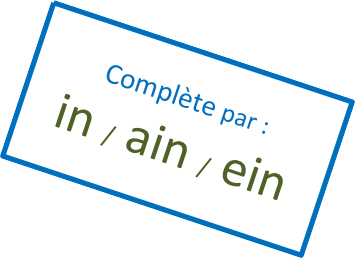 Complète par :
in / ain / ein